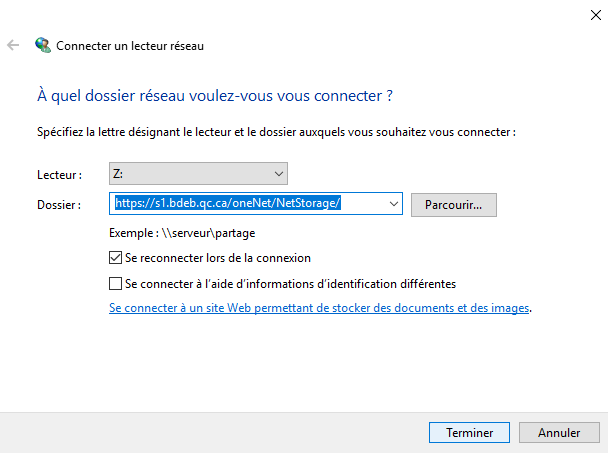 Connecter un lecteur réseau
À quel dossier réseau voulez-vous vous connecter ?
Spécifiez la lettre désignant le lecteur et le dossier auxquels vous souhaitez vous connecter :
Lecteur :
Z:
Dossier :
https://s1.bdeb.qc.ca/oneNet/NetStorage/
Parcourir...
Exemple : \\serveur\partage
Se reconnecter lors de la connexion
Se connecter à l'aide d'informations d'identification différentes
Se connecter à un site Web permettant de stocker des documents et des images.
Terminer
Annuler